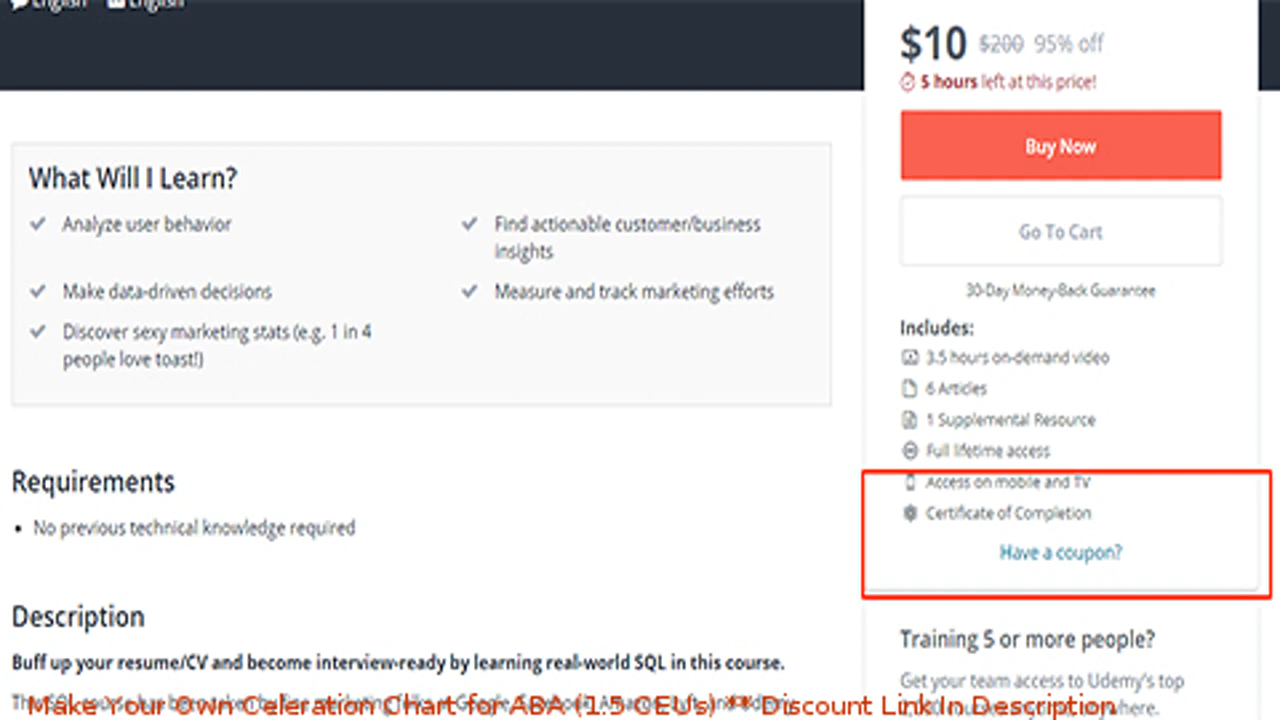 English English
$10 $200 95% off
5 hours left at this price!
Buy Now
Go To Cart
30-Day Money-Back Guarantee
Includes:
3.5 hours on-demand video
6 Articles
1 Supplemental Resource
Full lifetime access
Access on mobile and TV
Certificate of Completion
Have a coupon?
Training 5 or more people?
Get your team access to Udemy's top
What Will I Learn?
Analyze user behavior
Find actionable customer/business
insights
Make data-driven decisions
Measure and track marketing efforts
Discover sexy marketing stats (e.g. 1 in 4
people love toast!)
Requirements
• No previous technical knowledge required
Description
Buff up your resume/CV and become interview-ready by learning real-world SQL in this course.
Make Your Own Celeration Chart for ABA (1.5 CEUs) Discount Link In Description